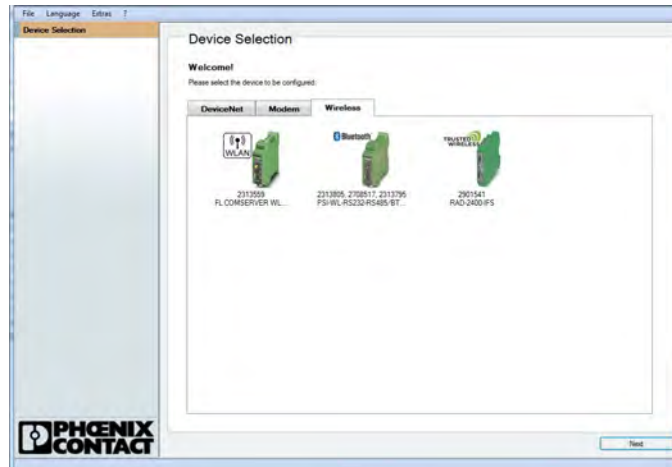 File Language Extras ?
Device Selection
Device Selection
Welcome!
Please select the device to be configured:
DeviceNet Modem Wireless
WLAN
Bluetooth
TRUSTED WIRELESS
2313559
FL COMSERVER WL...
2313805, 2708517, 2313795
PSI-WL-RS232-RS485/BT...
2901541
RAD-2400-IFS
PHŒNIX
CONTACT
Next